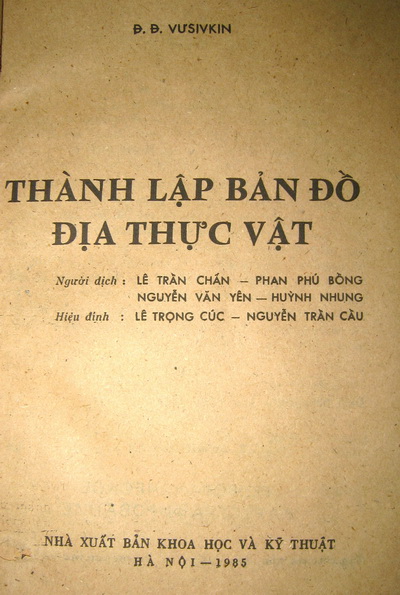 Đ. Đ. VƯSIVKIN
THÀNH LẬP BẢN ĐỒ
ĐỊA THỰC VẬT
Người dịch : LÊ TRẦN CHẤN — PHAN PHÚ BỒNG
NGUYỄN VĂN YÊN — HUỲNH NHUNG
Hiệu định : LÊ TRỌNG CÚC — NGUYỄN TRẦN CẦU
NHÀ XUẤT BẢN KHOA HỌC VÀ KỸ THUẬT
HÀ NỘI — 1985